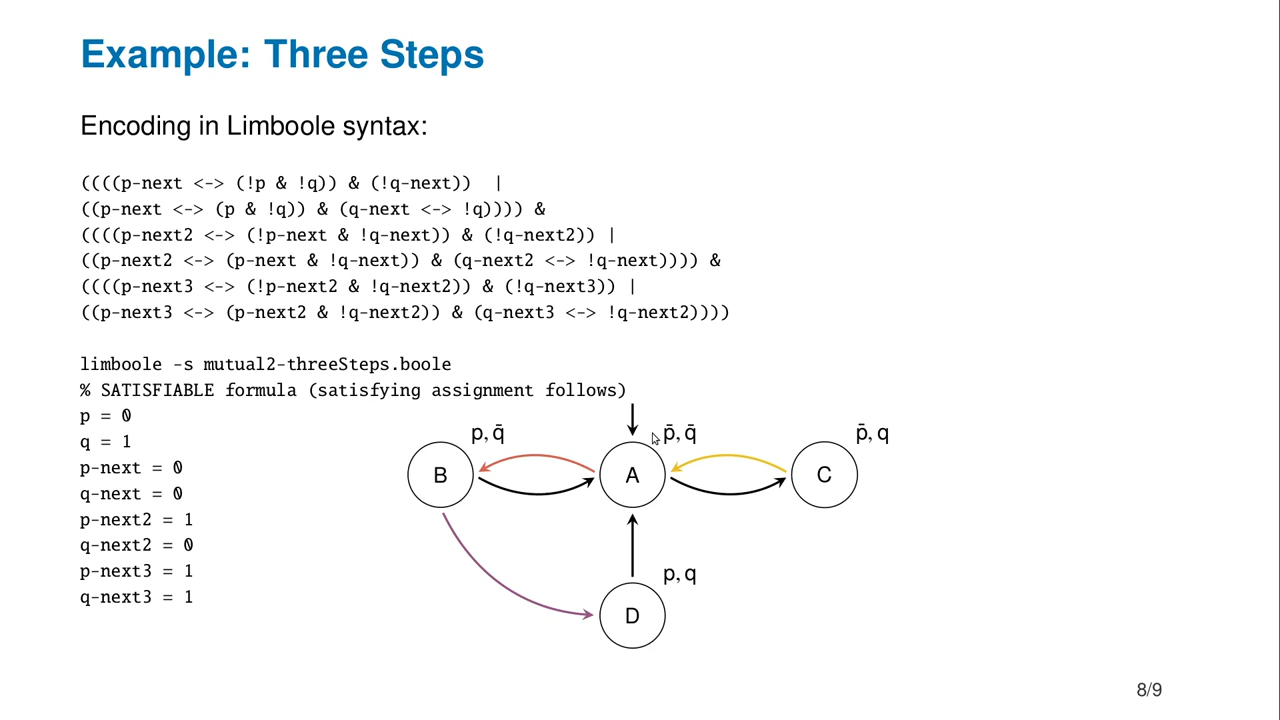 Example: Three Steps
Encoding in Limboole syntax:
((((p-next <-> (!p & !q)) & (!q-next))  |
((p-next <-> (p & !q)) & (q-next <-> !q)))) &
((((p-next2 <-> (!p-next & !q-next)) & (!q-next2)) |
((p-next2 <-> (p-next & !q-next)) & (q-next2 <-> !q-next)))) &
((((p-next3 <-> (!p-next2 & !q-next2)) & (!q-next3)) |
((p-next3 <-> (p-next2 & !q-next2)) & (q-next3 <-> !q-next2))))
limboole -s mutual2-threeSteps.boole
% SATISFIABLE formula (satisfying assignment follows)
p = 0
q = 1
p-next = 0
q-next = 0
p-next2 = 1
q-next2 = 0
p-next3 = 1
q-next3 = 1
p, q̄
p̄, q̄
p̄, q
B
A
C
p, q
D
8/9